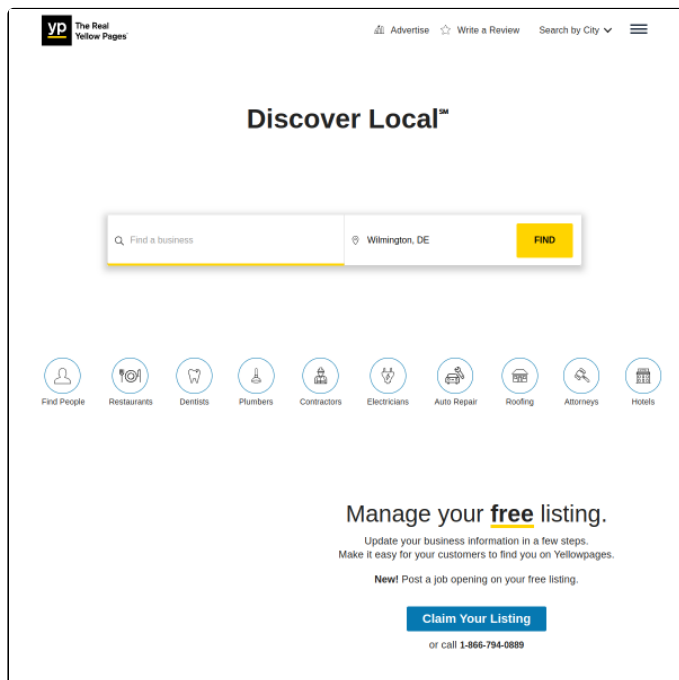 yp The Real Yellow Pages
Advertise Write a Review Search by City
Discover Local℠
Find a business Wilmington, DE FIND
Find People Restaurants Dentists Plumbers Contractors Electricians Auto Repair Roofing Attorneys Hotels
Manage your free listing.
Update your business information in a few steps.
Make it easy for your customers to find you on Yellowpages.
New! Post a job opening on your free listing.
Claim Your Listing
or call 1-866-794-0889